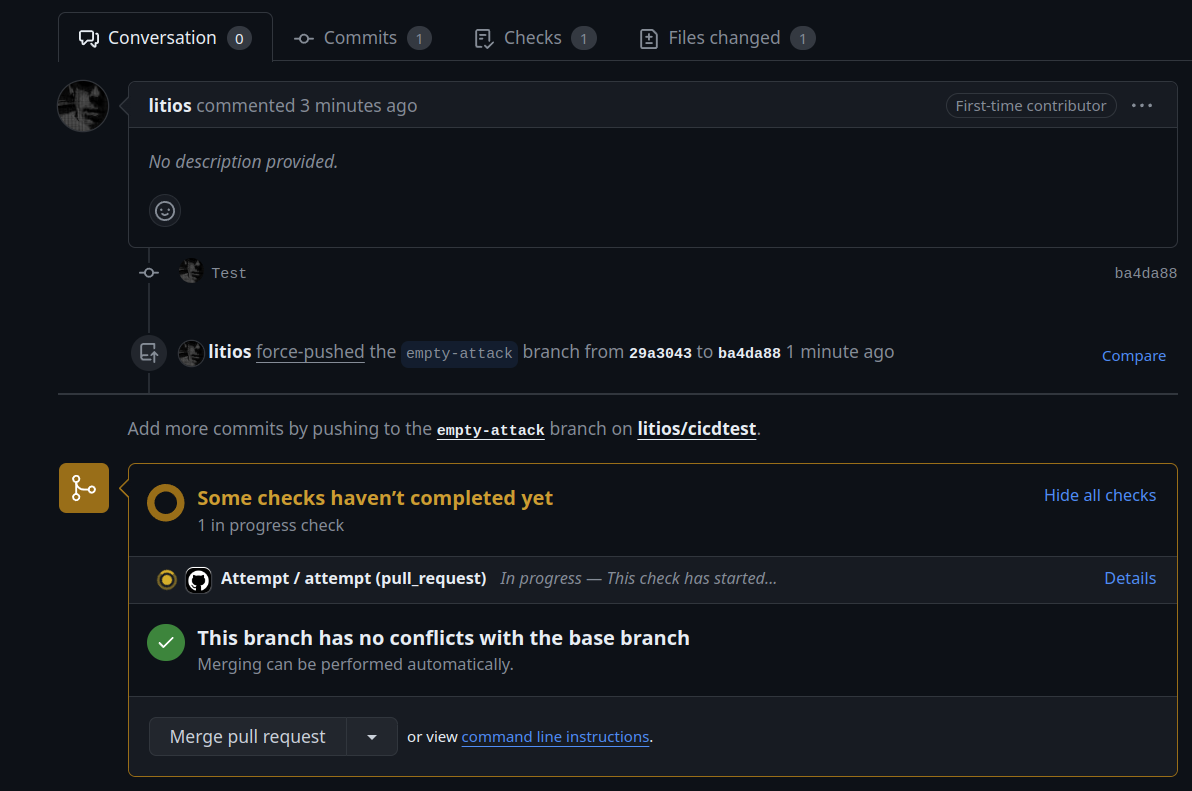 Conversation 0 Commits 1 Checks 1 Files changed 1
litios commented 3 minutes ago First-time contributor
No description provided.
Test ba4da88
litios force-pushed the empty-attack branch from 29a3043 to ba4da88 1 minute ago Compare
Add more commits by pushing to the empty-attack branch on litios/cicdtest.
Some checks haven’t completed yet Hide all checks
1 in progress check
Attempt / attempt (pull_request) In progress — This check has started... Details
This branch has no conflicts with the base branch
Merging can be performed automatically.
Merge pull request or view command line instructions.